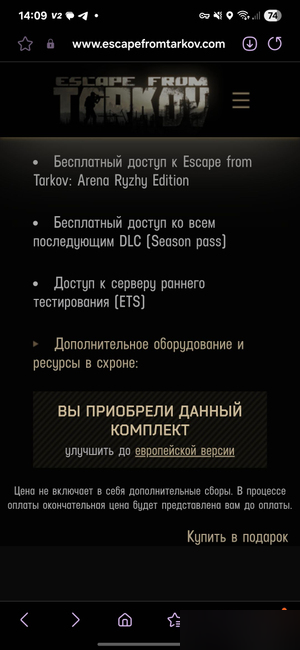 14:09 V2
74
www.escapefromtarkov.com
ESCAPE FROM
TARKOV
• Бесплатный доступ к Escape from
Tarkov: Arena Ryzhy Edition
• Бесплатный доступ ко всем
последующим DLC (Season pass)
• Доступ к серверу раннего
тестирования (ETS)
Дополнительное оборудование и
ресурсы в схроне:
ВЫ ПРИОБРЕЛИ ДАННЫЙ
КОМПЛЕКТ
улучшить до европейской версии
Цена не включает в себя дополнительные сборы. В процессе
оплаты окончательная цена будет представлена вам до оплаты.
Купить в подарок